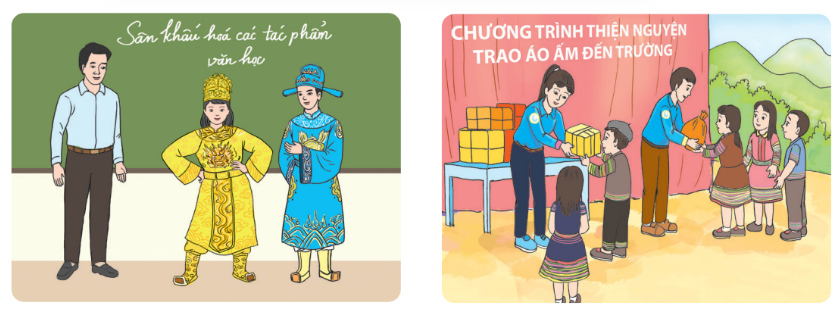 Sân khấu hoá các tác phẩm
văn học
CHƯƠNG TRÌNH THIỆN NGUYỆN
TRAO ÁO ẤM ĐẾN TRƯỜNG